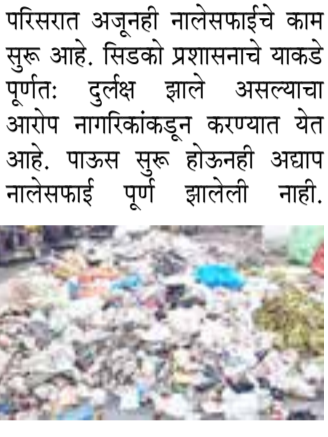 परिसरात अजूनही नालेसफाईचे काम
सुरू आहे. सिडको प्रशासनाचे याकडे
पूर्णत: दुर्लक्ष झाले असल्याचा
आरोप नागरिकांकडून करण्यात येत
आहे. पाऊस सुरू होऊनही अद्याप
नालेसफाई पूर्ण झालेली नाही.